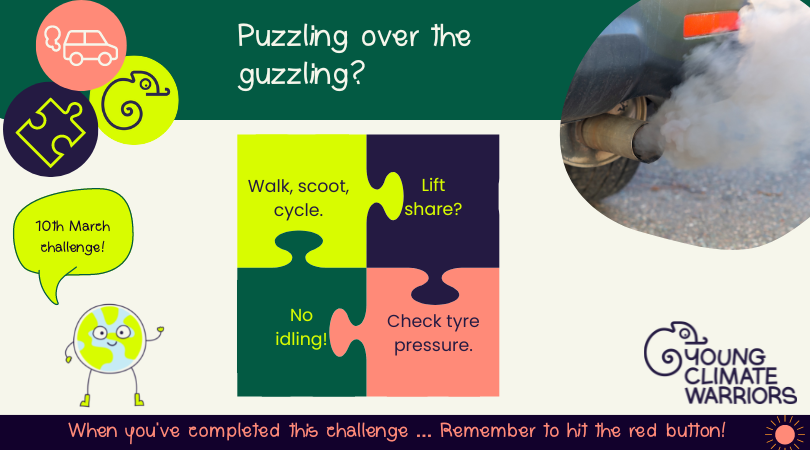 Puzzling over the
guzzling?
Walk, scoot,
cycle.
Lift
share?
10th March
challenge!
No
idling!
Check tyre
pressure.
YOUNG
CLIMATE
WARRIORS
When you've completed this challenge ... Remember to hit the red button!